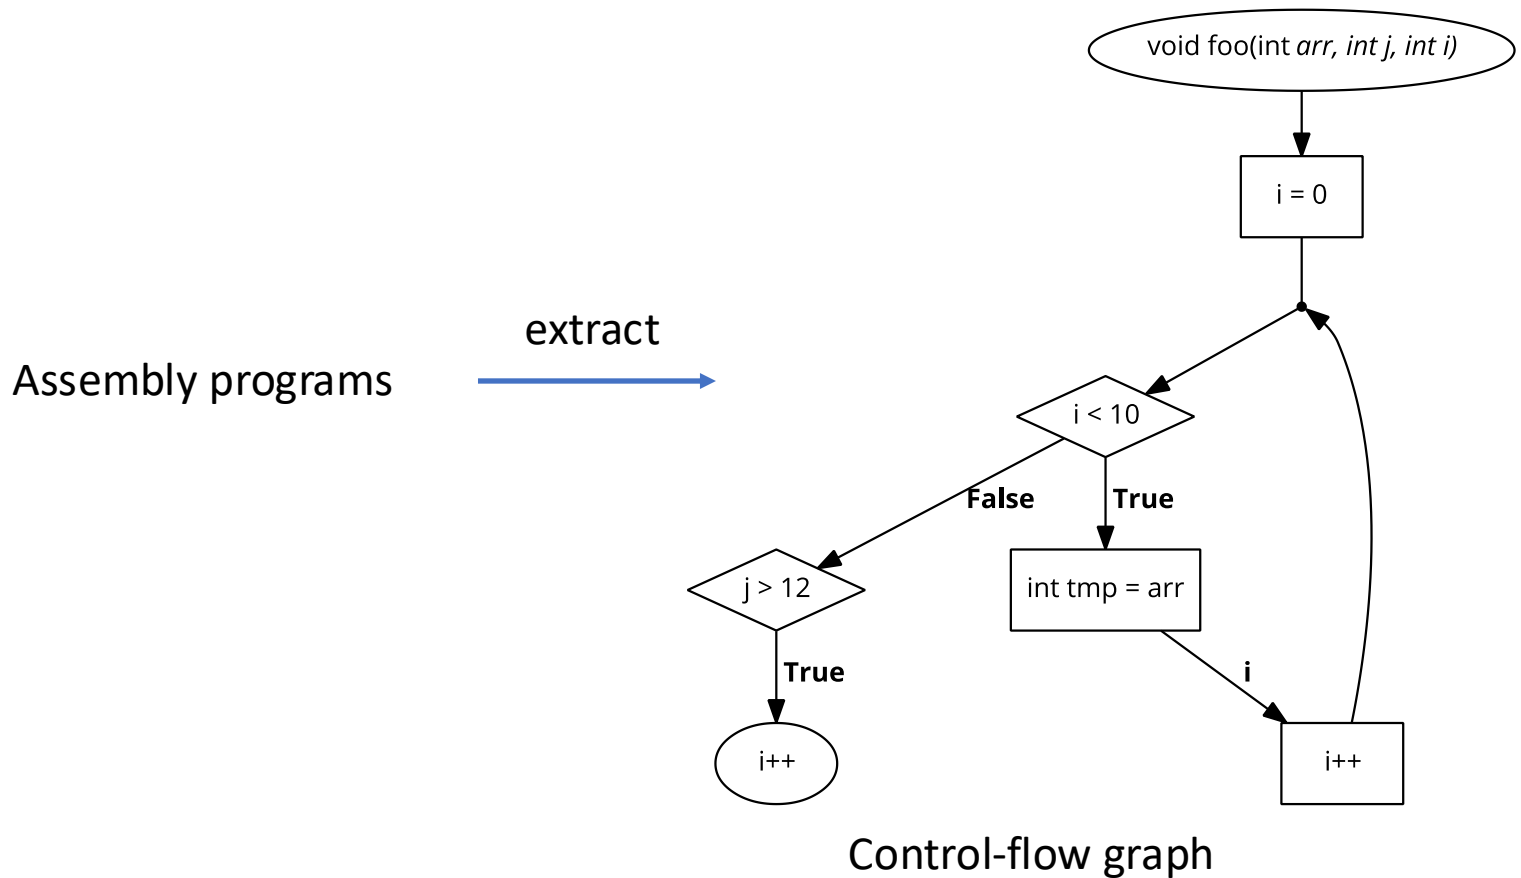 void foo(int arr, int j, int i)
i = 0
extract
Assembly programs
i < 10
False
True
j > 12
int tmp = arr
True
i
i++
i++
Control-flow graph